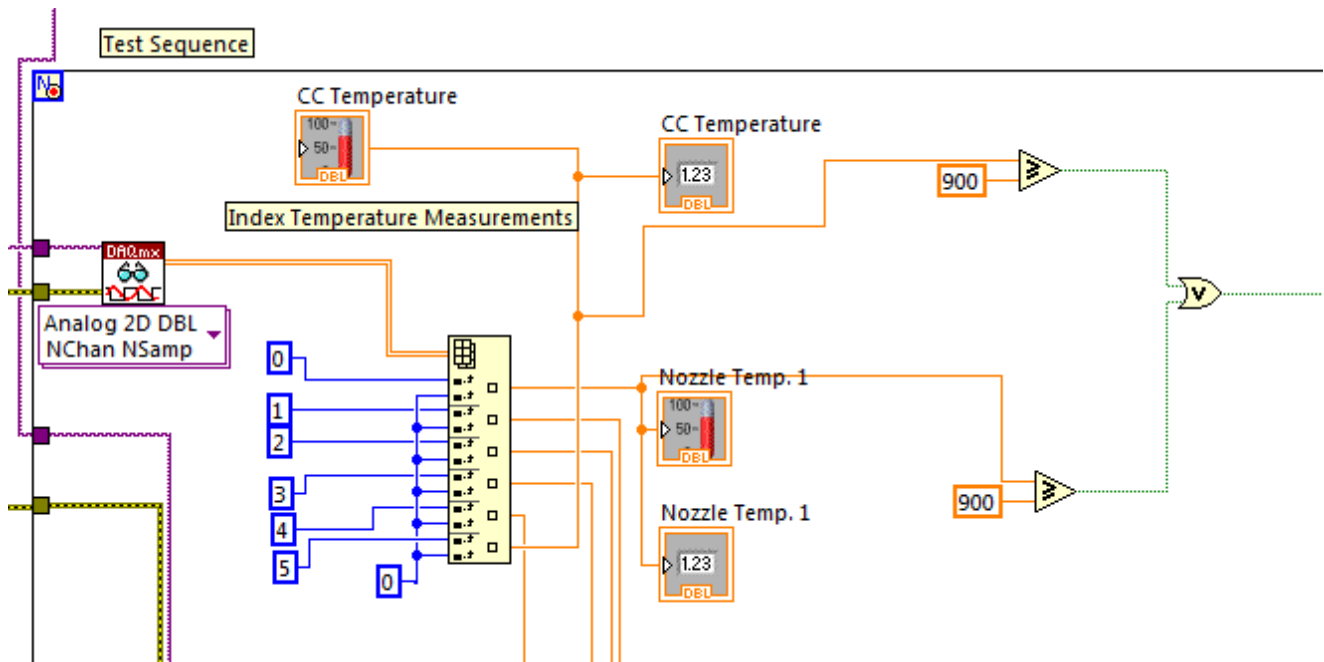 Test Sequence
N
CC Temperature
100
50
DBL
CC Temperature
1.23
DBL
900
≥
Index Temperature Measurements
DAQmx
Analog 2D DBL
NChan NSamp
V
0
1
2
3
4
5
0
Nozzle Temp. 1
100
50
DBL
900
≥
Nozzle Temp. 1
1.23
DBL